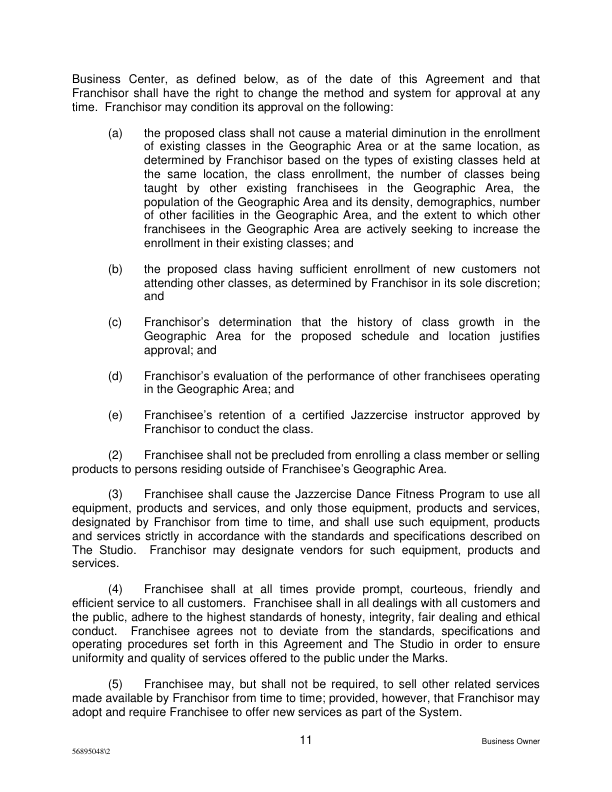 Business Center, as defined below, as of the date of this Agreement and that
Franchisor shall have the right to change the method and system for approval at any
time. Franchisor may condition its approval on the following:
(a) the proposed class shall not cause a material diminution in the enrollment
of existing classes in the Geographic Area or at the same location, as
determined by Franchisor based on the types of existing classes held at
the same location, the class enrollment, the number of classes being
taught by other existing franchisees in the Geographic Area, the
population of the Geographic Area and its density, demographics, number
of other facilities in the Geographic Area, and the extent to which other
franchisees in the Geographic Area are actively seeking to increase the
enrollment in their existing classes; and
(b) the proposed class having sufficient enrollment of new customers not
attending other classes, as determined by Franchisor in its sole discretion;
and
(c) Franchisor's determination that the history of class growth in the
Geographic Area for the proposed schedule and location justifies
approval; and
(d) Franchisor's evaluation of the performance of other franchisees operating
in the Geographic Area; and
(e) Franchisee's retention of a certified Jazzercise instructor approved by
Franchisor to conduct the class.
(2) Franchisee shall not be precluded from enrolling a class member or selling
products to persons residing outside of Franchisee's Geographic Area.
(3) Franchisee shall cause the Jazzercise Dance Fitness Program to use all
equipment, products and services, and only those equipment, products and services,
designated by Franchisor from time to time, and shall use such equipment, products
and services strictly in accordance with the standards and specifications described on
The Studio. Franchisor may designate vendors for such equipment, products and
services.
(4) Franchisee shall at all times provide prompt, courteous, friendly and
efficient service to all customers. Franchisee shall in all dealings with all customers and
the public, adhere to the highest standards of honesty, integrity, fair dealing and ethical
conduct. Franchisee agrees not to deviate from the standards, specifications and
operating procedures set forth in this Agreement and The Studio in order to ensure
uniformity and quality of services offered to the public under the Marks.
(5) Franchisee may, but shall not be required, to sell other related services
made available by Franchisor from time to time; provided, however, that Franchisor may
adopt and require Franchisee to offer new services as part of the System.
11 Business Owner
56895048\2